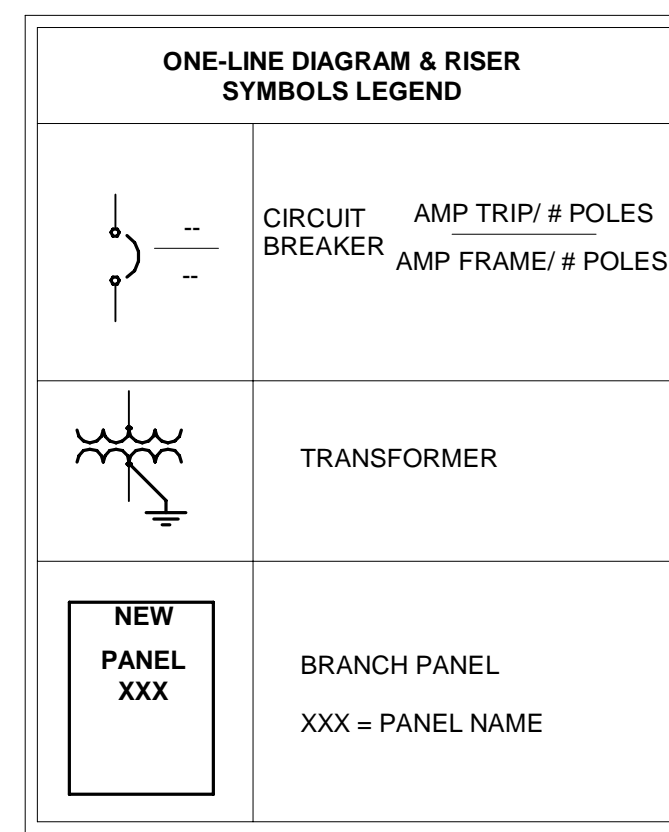 ONE-LINE DIAGRAM & RISER
SYMBOLS LEGEND
--
--
CIRCUIT
BREAKER
AMP TRIP/ # POLES
AMP FRAME/ # POLES
TRANSFORMER
NEW
PANEL
XXX
BRANCH PANEL
XXX = PANEL NAME